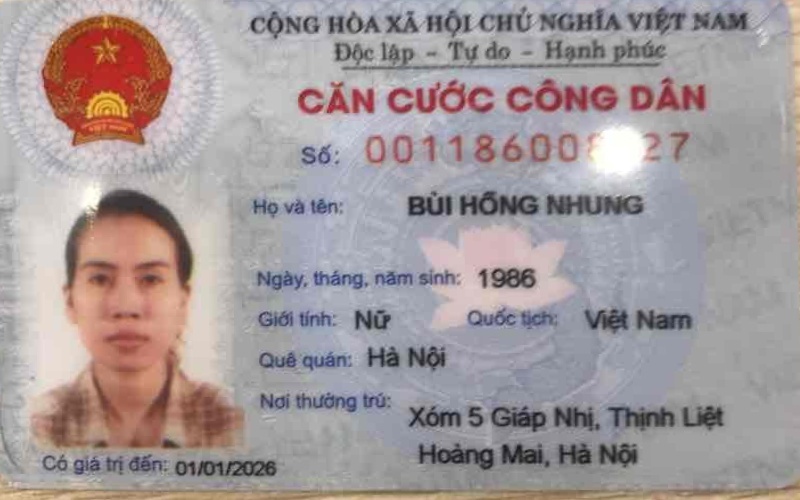 CỘNG HÒA XÃ HỘI CHỦ NGHĨA VIỆT NAM
Độc lập - Tự do - Hạnh phúc
CĂN CƯỚC CÔNG DÂN
Số:
Họ và tên: BÙI HỒNG NHUNG
Ngày, tháng, năm sinh: 1986
Giới tính: Nữ Quốc tịch: Việt Nam
Quê quán: Hà Nội
Nơi thường trú: Xóm 5 Giáp Nhị, Thịnh Liệt
Hoàng Mai, Hà Nội
Có giá trị đến: 01/01/2026
VIỆT NAM